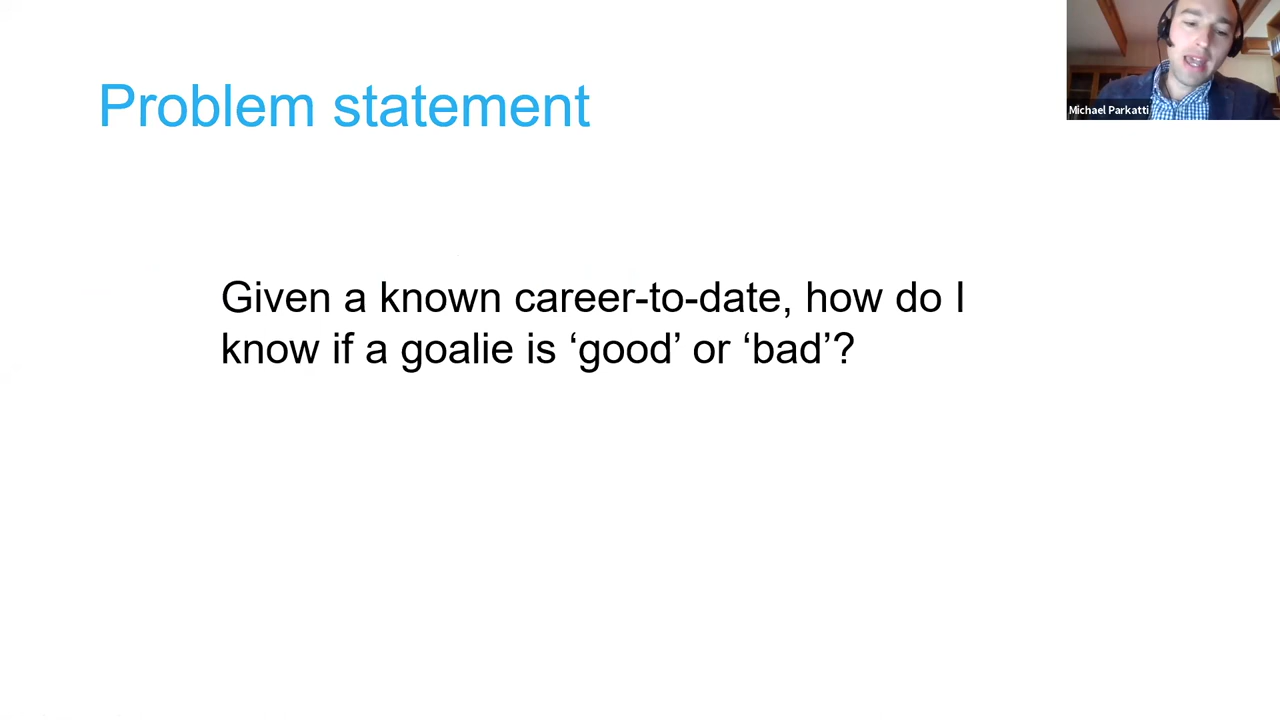 Problem statement
Michael Parkatti
Given a known career-to-date, how do I
know if a goalie is ‘good’ or ‘bad’?